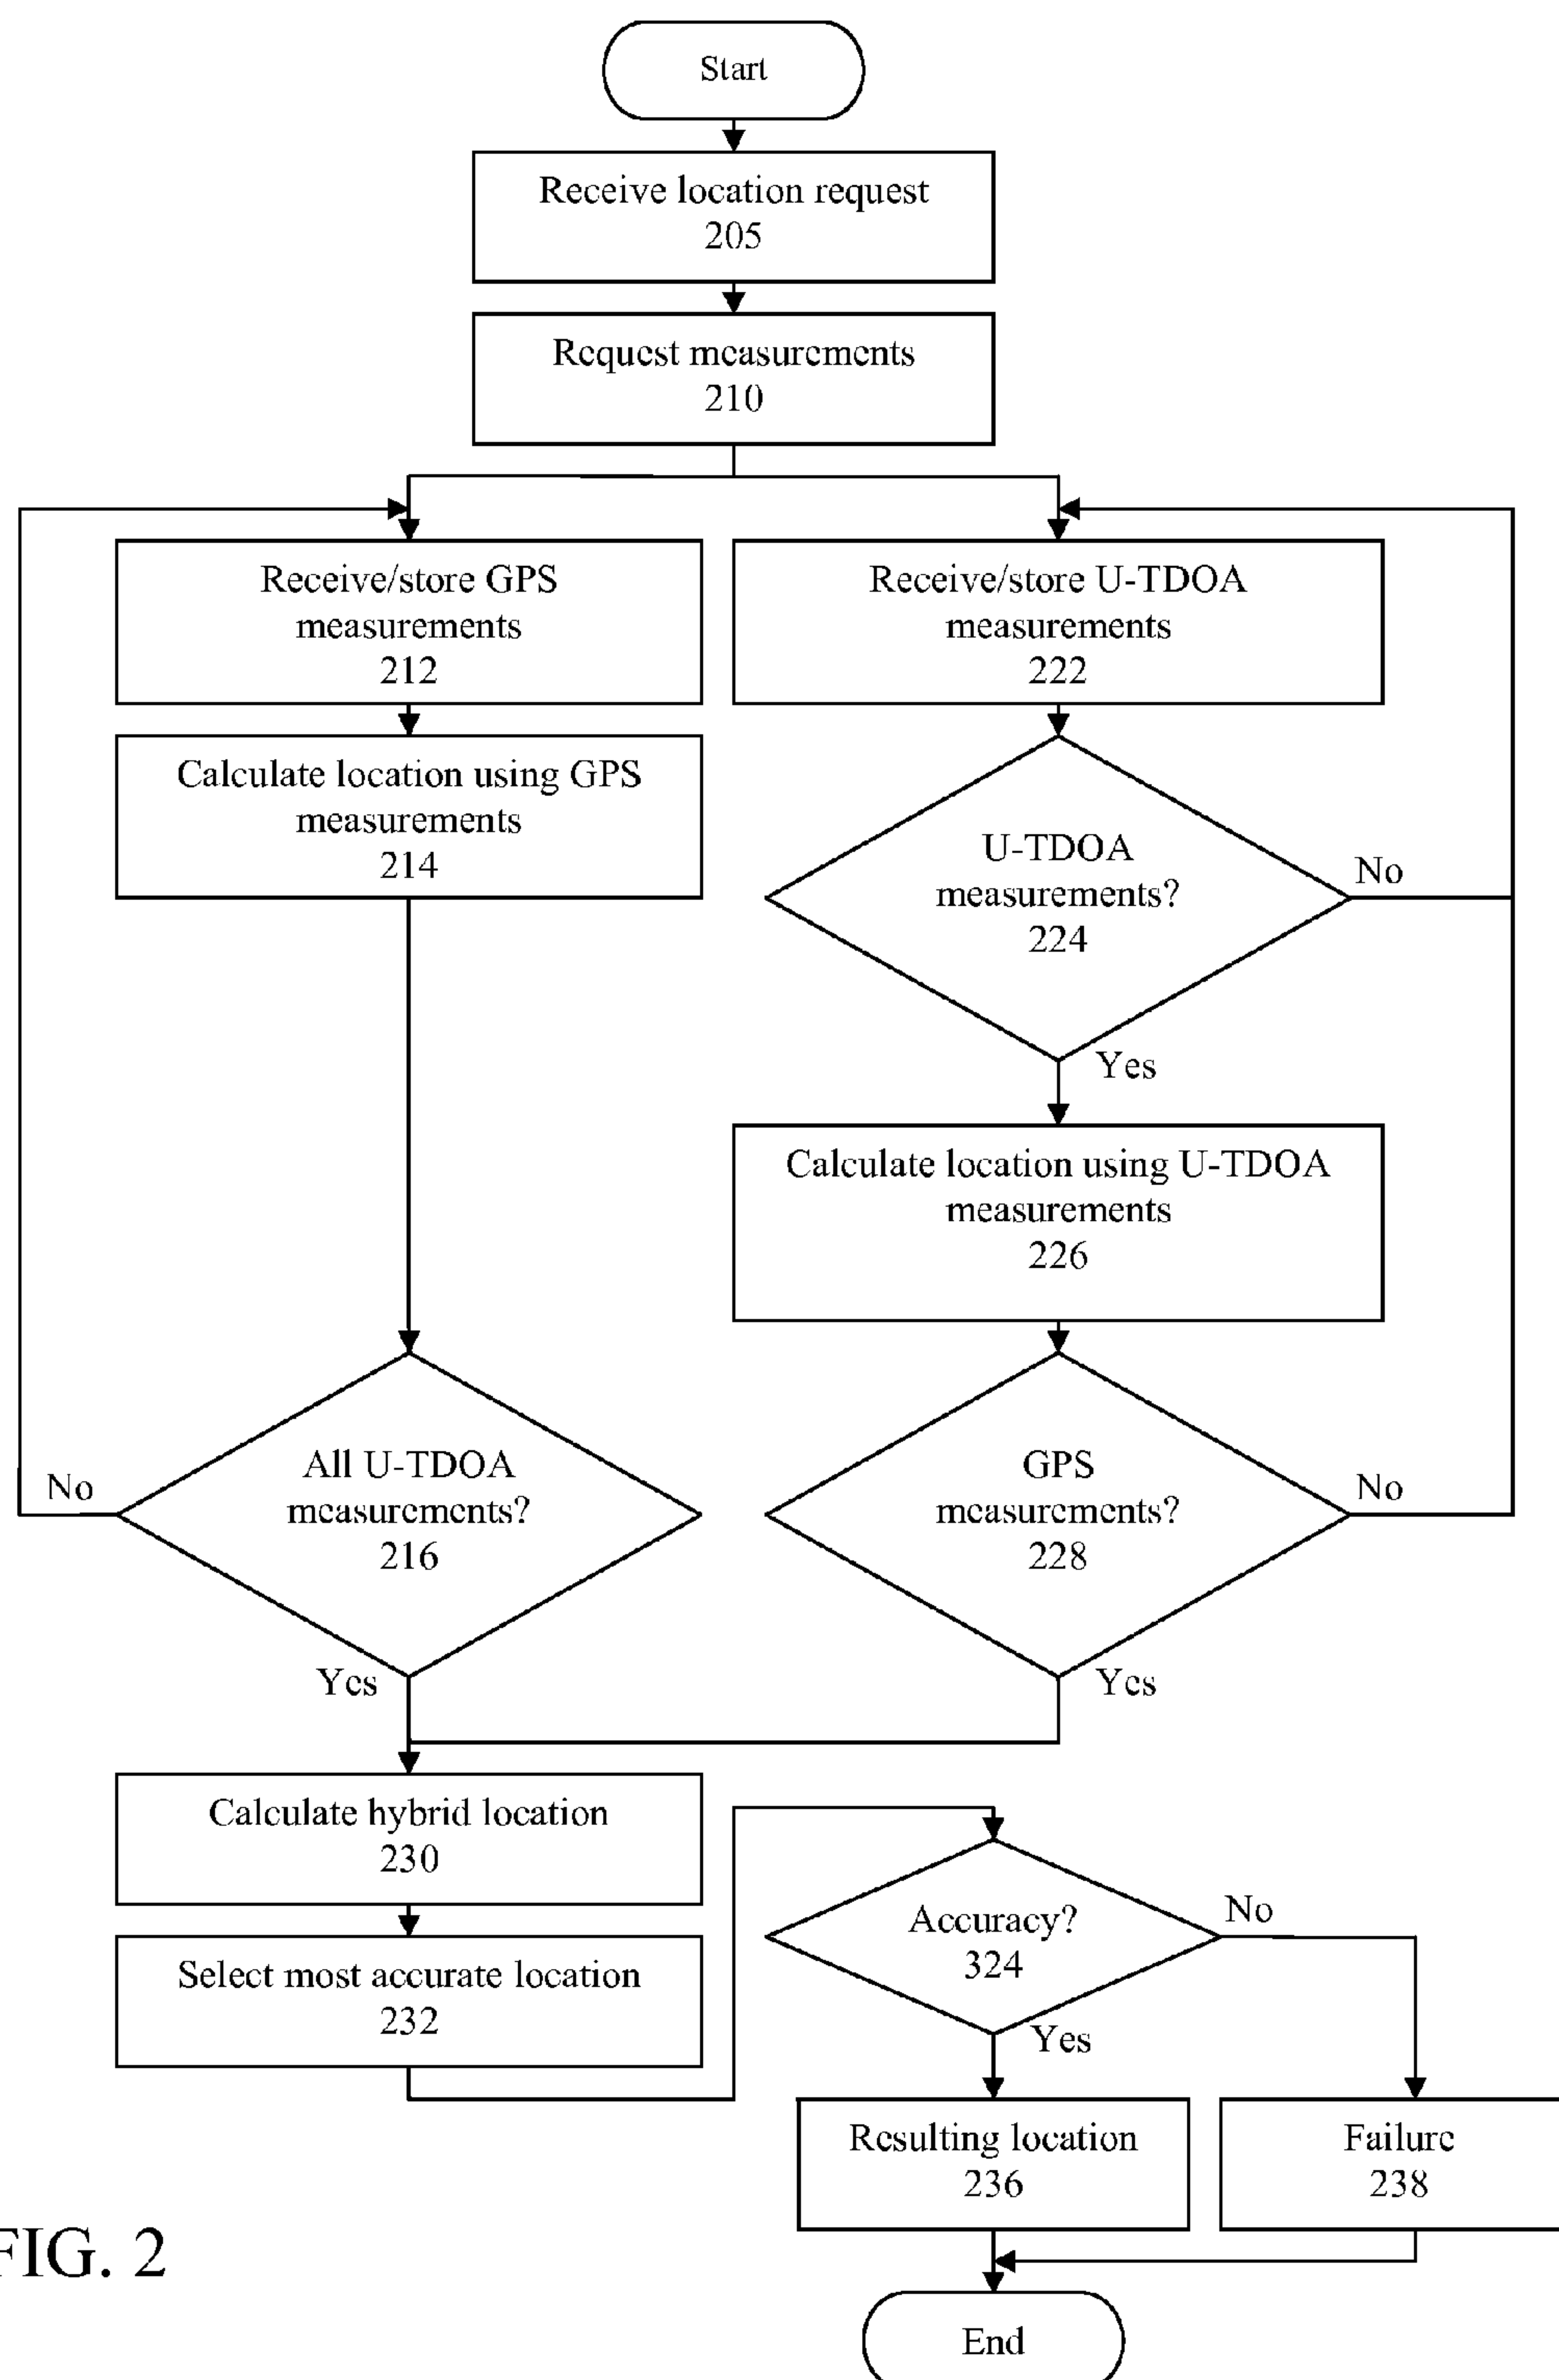 Start
Receive location request
205
Request measurements
210
Receive/store GPS
measurements
212
Receive/store U-TDOA
measurements
222
Calculate location using GPS
measurements
214
U-TDOA
measurements?
224
No
Yes
Calculate location using U-TDOA
measurements
226
All U-TDOA
measurements?
216
No
Yes
GPS
measurements?
228
No
Yes
Calculate hybrid location
230
Select most accurate location
232
Accuracy?
324
No
Yes
Resulting location
236
Failure
238
End
FIG. 2